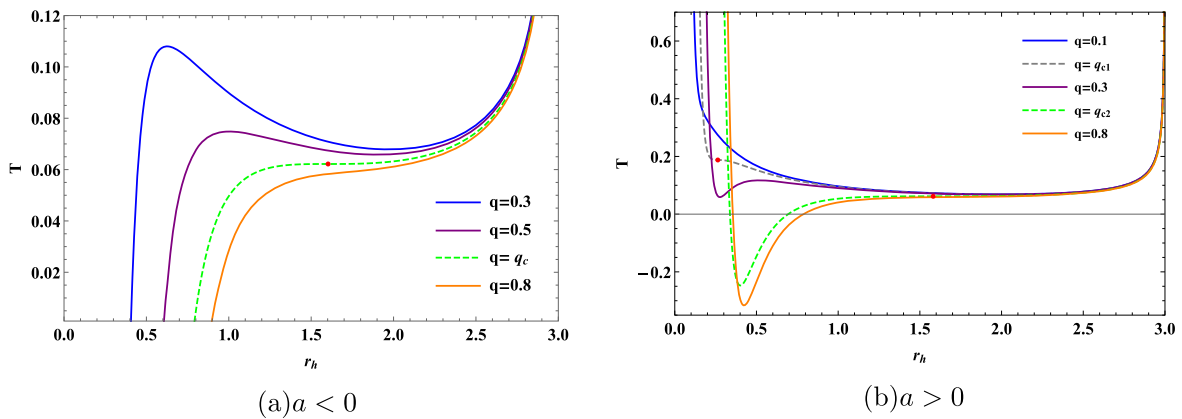 0.12
0.10
0.08
0.06
0.04
0.02
T
0.0 0.5 1.0 1.5 2.0 2.5 3.0
r_h
q=0.3
q=0.5
q= q_c
q=0.8
(a)a < 0
0.6
0.4
0.2
0.0
−0.2
T
0.0 0.5 1.0 1.5 2.0 2.5 3.0
r_h
q=0.1
q= q_c1
q=0.3
q= q_c2
q=0.8
(b)a > 0